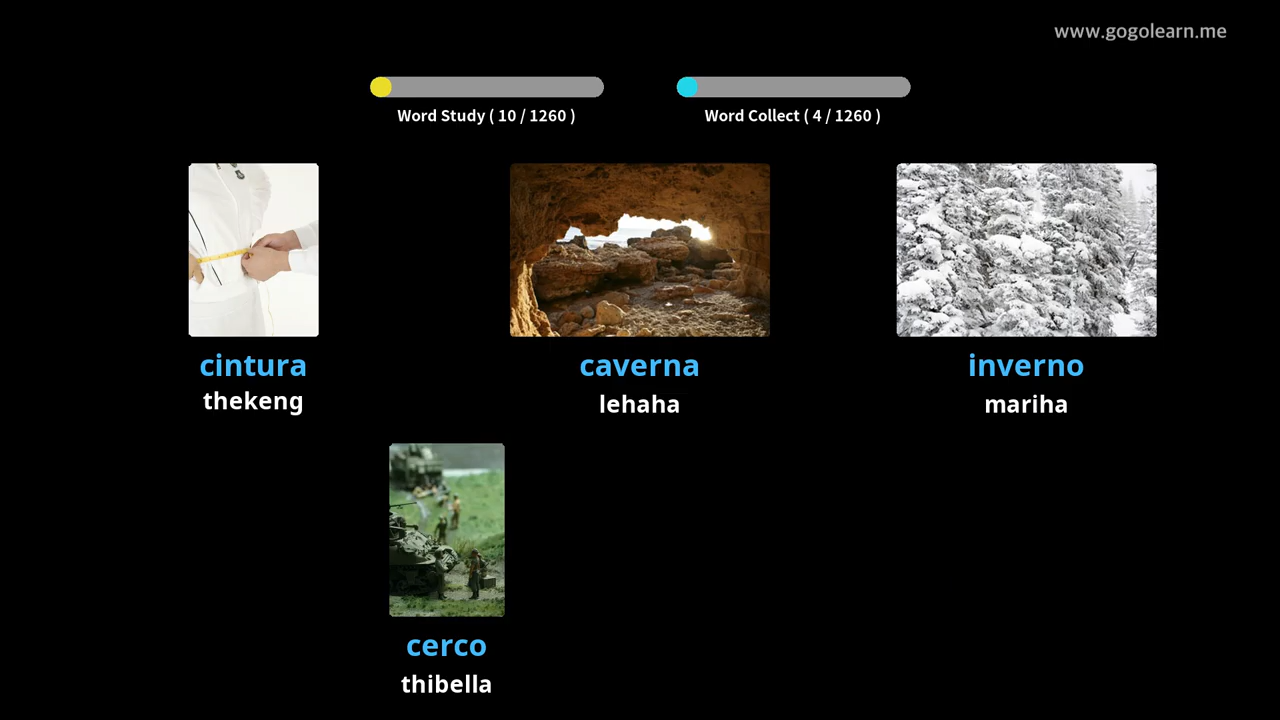 www.gogolearn.me
Word Study ( 10 / 1260 )
Word Collect ( 4 / 1260 )
cintura
thekeng
caverna
lehaha
inverno
mariha
cerco
thibella